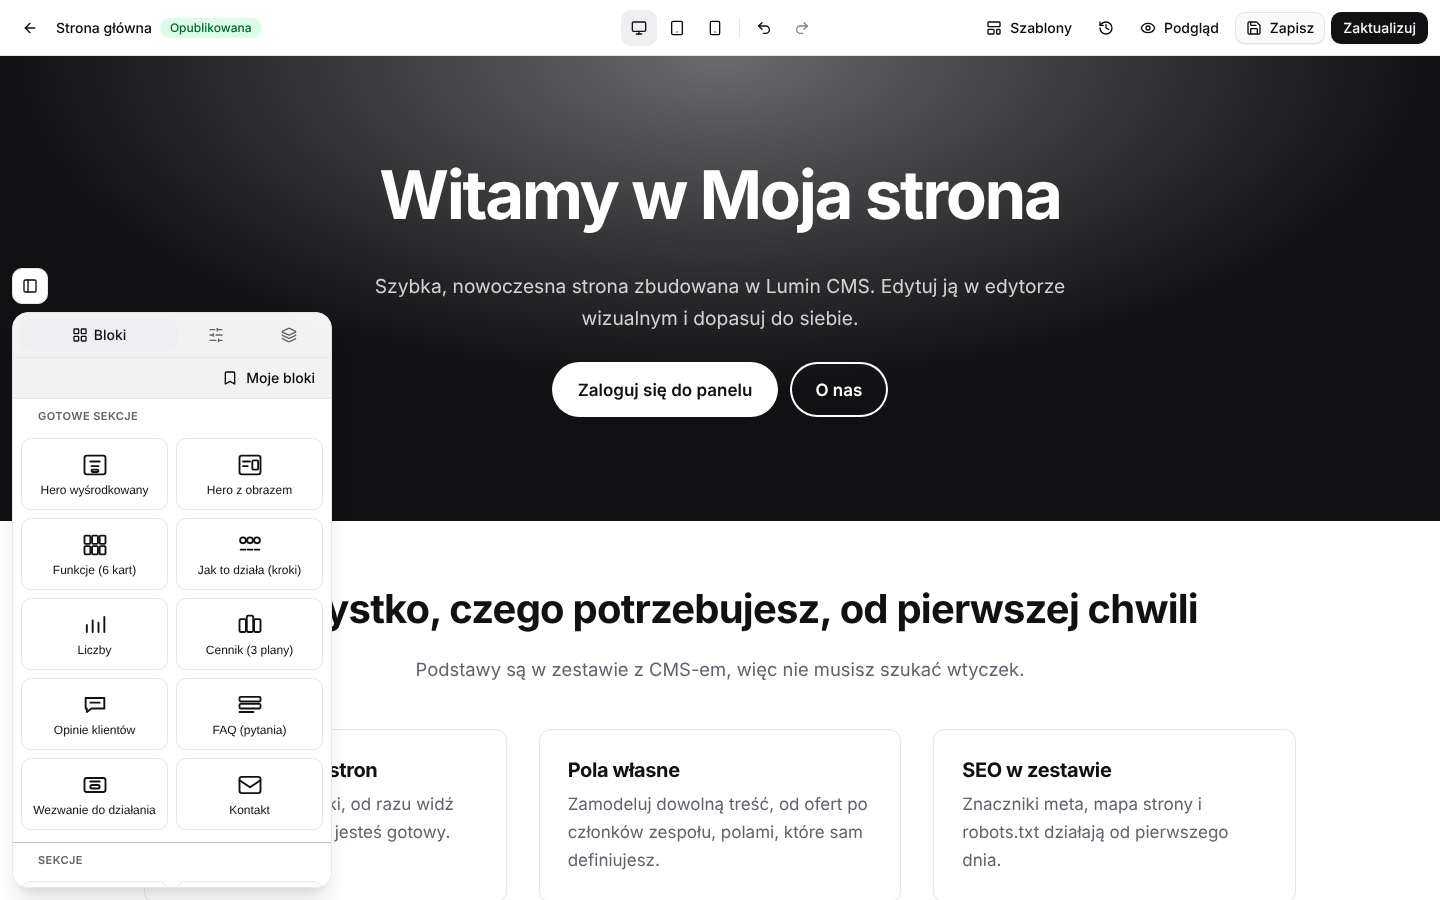 Strona główna
Opublikowana
Szablony
Podgląd
Zapisz
Zaktualizuj
Witamy w Moja strona
Szybka, nowoczesna strona zbudowana w Lumin CMS. Edytuj ją w edytorze
wizualnym i dopasuj do siebie.
Zaloguj się do panelu
O nas
Bloki
Moje bloki
GOTOWE SEKCJE
Hero wyśrodkowany
Hero z obrazem
Funkcje (6 kart)
Jak to działa (kroki)
Liczby
Cennik (3 plany)
Opinie klientów
FAQ (pytania)
Wezwanie do działania
Kontakt
SEKCJE
ystko, czego potrzebujesz, od pierwszej chwili
Podstawy są w zestawie z CMS-em, więc nie musisz szukać wtyczek.
stron
ki, od razu widź
jesteś gotowy.
Pola własne
Zamodeluj dowolną treść, od ofert po
członków zespołu, polami, które sam
definiujesz.
SEO w zestawie
Znaczniki meta, mapa strony i
robots.txt działają od pierwszego
dnia.